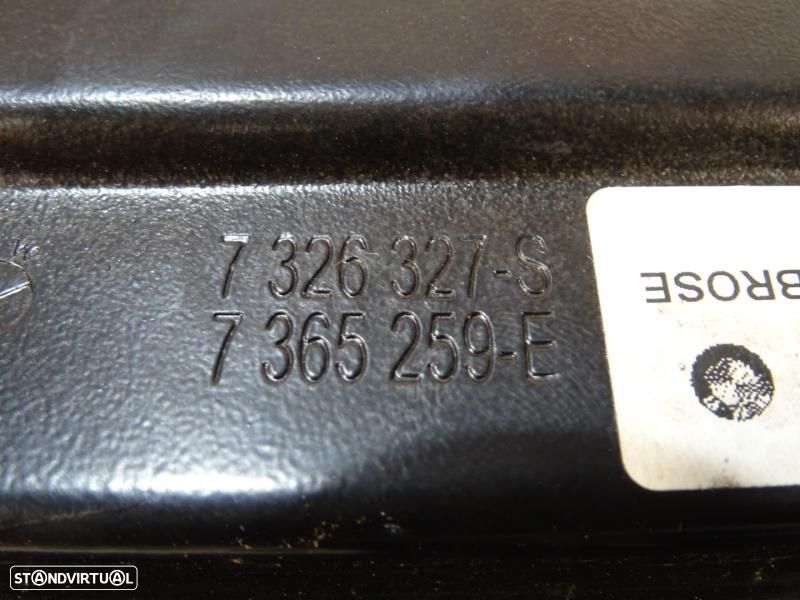 7 326 327-S
7 365 259-E
BROSE
STANDVIRTUAL